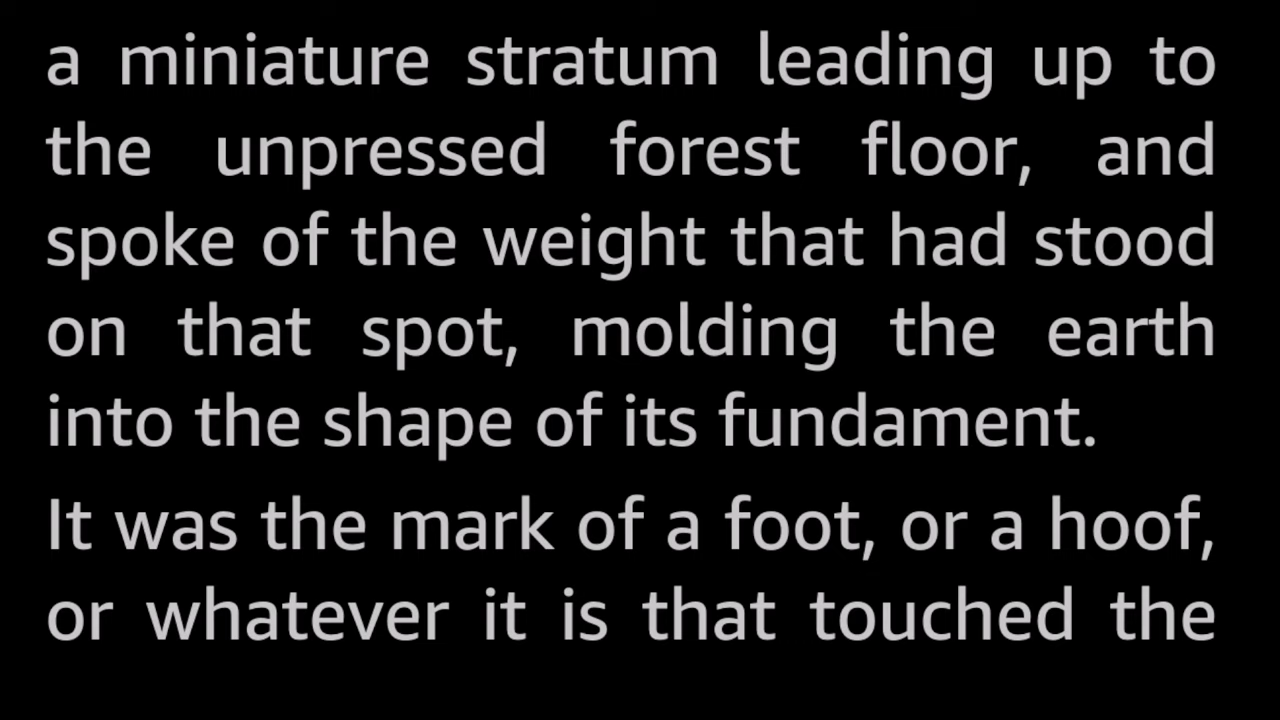 a miniature stratum leading up to
the unpressed forest floor, and
spoke of the weight that had stood
on that spot, molding the earth
into the shape of its fundament.
It was the mark of a foot, or a hoof,
or whatever it is that touched the